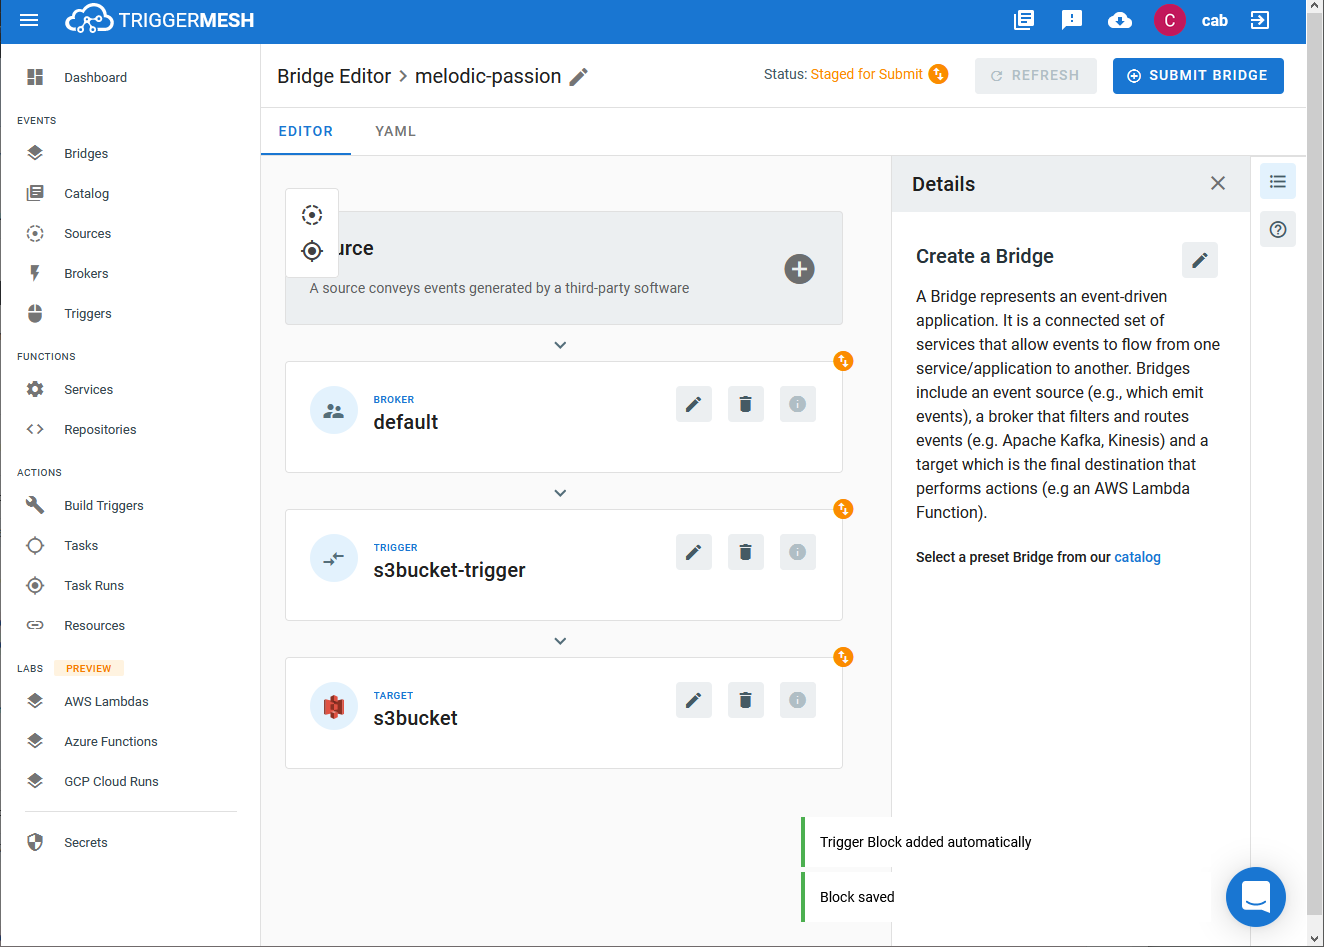 TRIGGERMESH
C
cab
Dashboard
EVENTS
Bridges
Catalog
Sources
Brokers
Triggers
FUNCTIONS
Services
Repositories
ACTIONS
Build Triggers
Tasks
Task Runs
Resources
LABS PREVIEW
AWS Lambdas
Azure Functions
GCP Cloud Runs
Secrets
Bridge Editor > melodic-passion
Status: Staged for Submit
REFRESH
SUBMIT BRIDGE
EDITOR
YAML
urce
A source conveys events generated by a third-party software
BROKER
default
TRIGGER
s3bucket-trigger
TARGET
s3bucket
Details
Create a Bridge
A Bridge represents an event-driven
application. It is a connected set of
services that allow events to flow from one
service/application to another. Bridges
include an event source (e.g., which emit
events), a broker that filters and routes
events (e.g. Apache Kafka, Kinesis) and a
target which is the final destination that
performs actions (e.g an AWS Lambda
Function).
Select a preset Bridge from our catalog
Trigger Block added automatically
Block saved